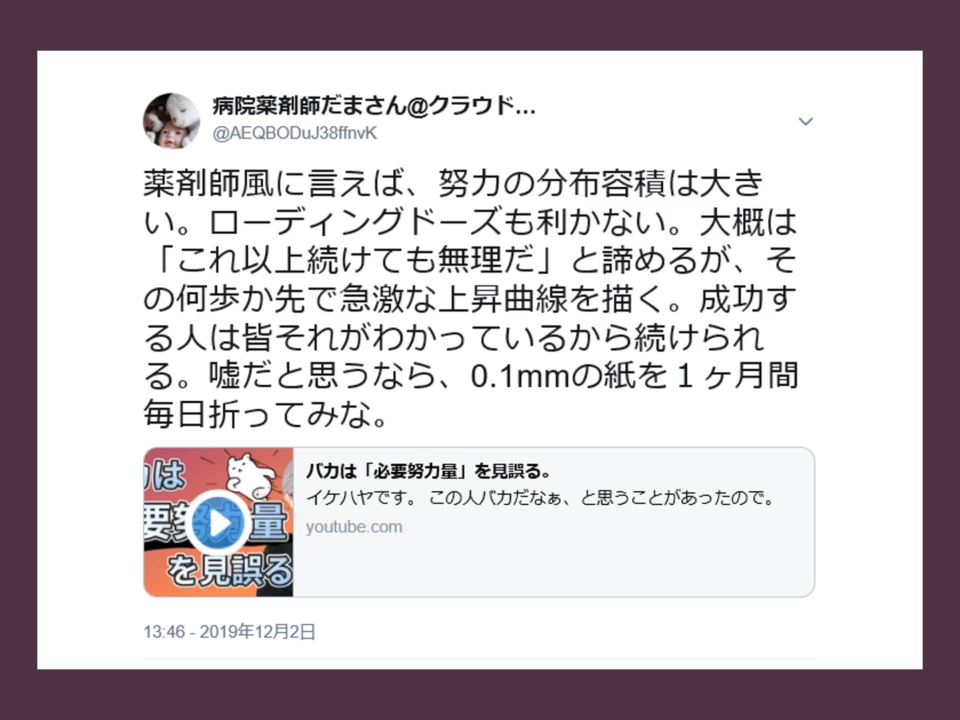 病院薬剤師だまさん@クラウド...
@AEQBODuJ38ffnvK
薬剤師風に言えば、努力の分布容積は大き
い。ローディングドーズも利かない。大概は
「これ以上続けても無理だ」と諦めるが、そ
の何歩か先で急激な上昇曲線を描く。成功す
る人は皆それがわかっているから続けられ
る。嘘だと思うなら、0.1mmの紙を１ヶ月間
毎日折ってみな。
カは
要努力量
を見誤る
バカは「必要努力量」を見誤る。
イケハヤです。 この人バカだなぁ、と思うことがあったので。
youtube.com
13:46 - 2019年12月2日